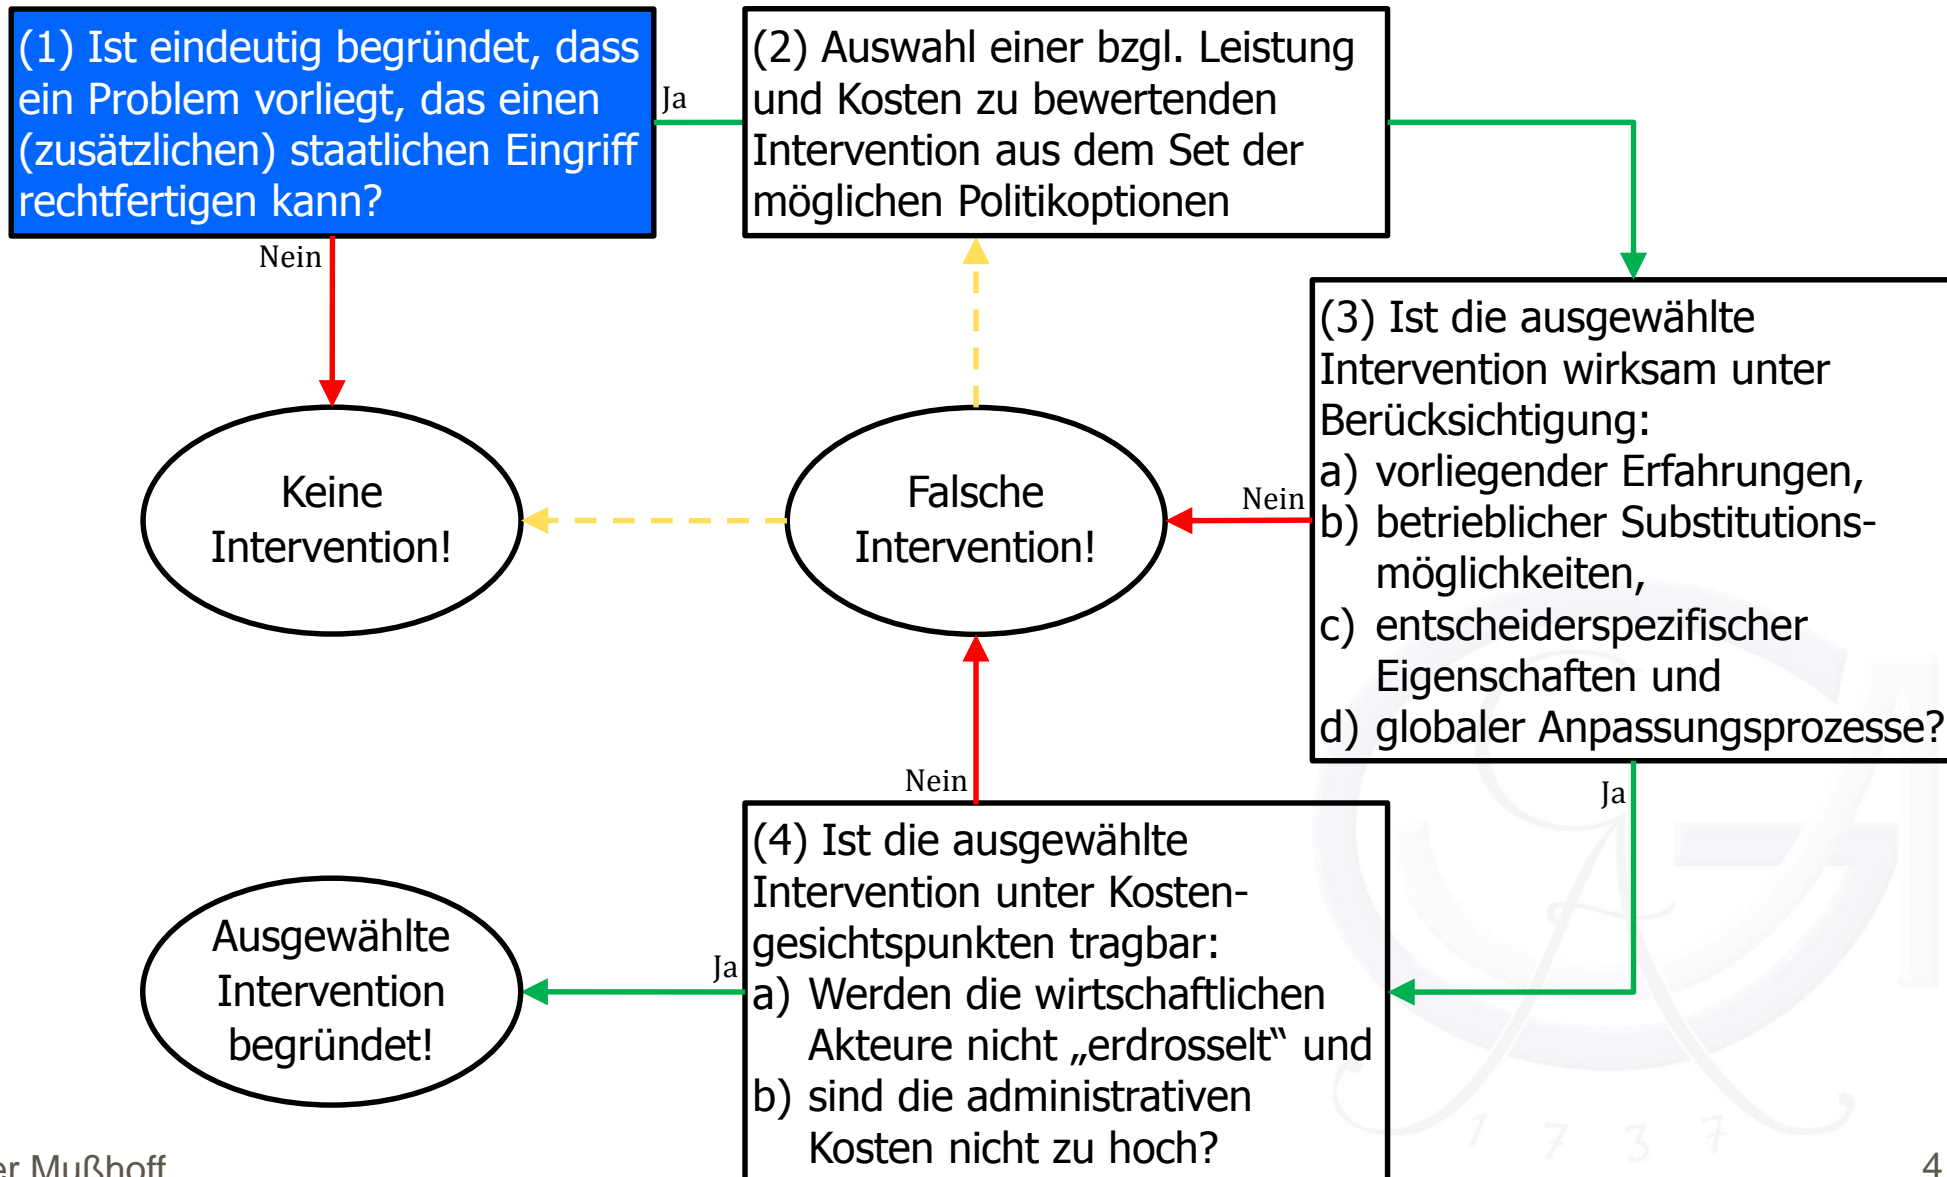 (1) Ist eindeutig begründet, dass
ein Problem vorliegt, das einen
(zusätzlichen) staatlichen Eingriff
rechtfertigen kann?
Ja
(2) Auswahl einer bzgl. Leistung
und Kosten zu bewertenden
Intervention aus dem Set der
möglichen Politikoptionen
Nein
(3) Ist die ausgewählte
Intervention wirksam unter
Berücksichtigung:
a) vorliegender Erfahrungen,
b) betrieblicher Substitutions-
möglichkeiten,
c) entscheiderspezifischer
Eigenschaften und
d) globaler Anpassungsprozesse?
Keine
Intervention!
Falsche
Intervention!
Nein
Nein
Ja
(4) Ist die ausgewählte
Intervention unter Kosten-
gesichtspunkten tragbar:
a) Werden die wirtschaftlichen
Akteure nicht „erdrosselt“ und
b) sind die administrativen
Kosten nicht zu hoch?
Ja
Ausgewählte
Intervention
begründet!
1737
er Mußhoff
4